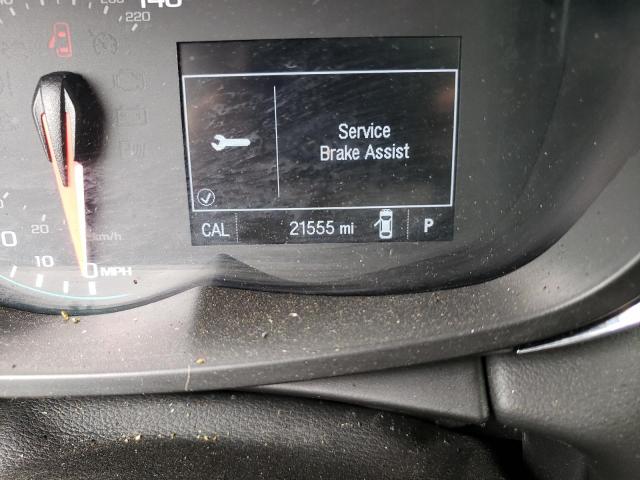 140
220
Service
Brake Assist
CAL 21555 mi P
20
km/h
10
0 MPH